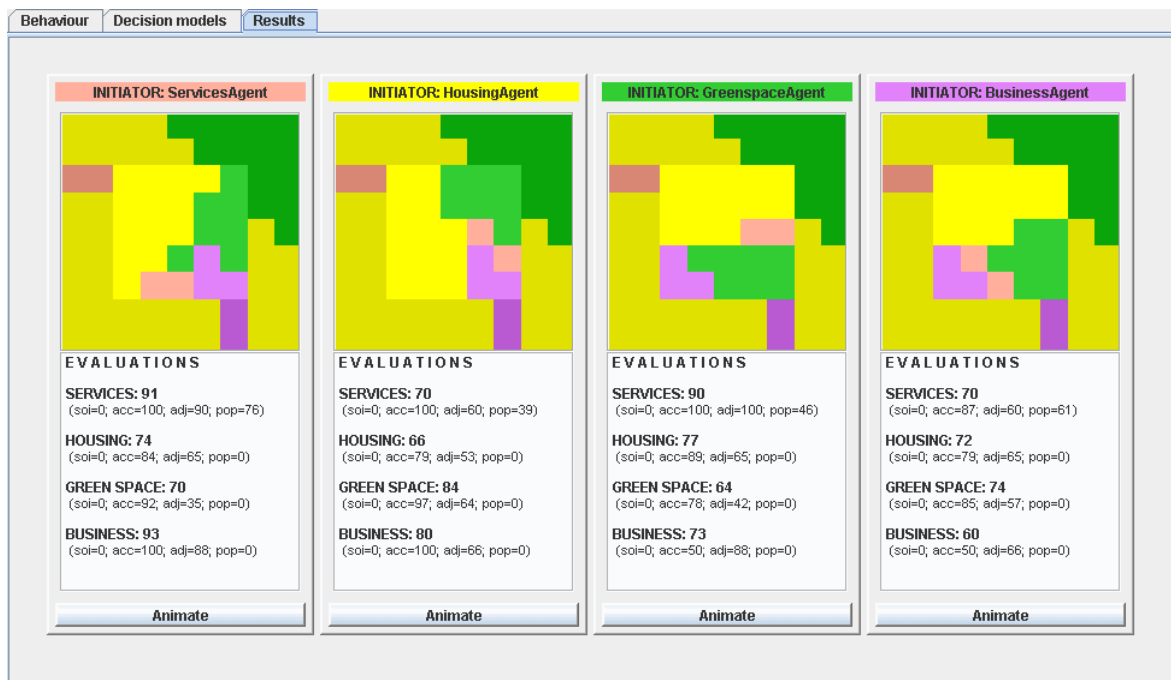 Behaviour
Decision models
Results
INITIATOR: ServicesAgent
E V A L U A T I O N S
SERVICES: 91
(soi=0; acc=100; adj=90; pop=76)
HOUSING: 74
(soi=0; acc=84; adj=65; pop=0)
GREEN SPACE: 70
(soi=0; acc=92; adj=35; pop=0)
BUSINESS: 93
(soi=0; acc=100; adj=88; pop=0)
Animate
INITIATOR: HousingAgent
E V A L U A T I O N S
SERVICES: 70
(soi=0; acc=100; adj=60; pop=39)
HOUSING: 66
(soi=0; acc=79; adj=53; pop=0)
GREEN SPACE: 84
(soi=0; acc=97; adj=64; pop=0)
BUSINESS: 80
(soi=0; acc=100; adj=66; pop=0)
Animate
INITIATOR: GreenspaceAgent
E V A L U A T I O N S
SERVICES: 90
(soi=0; acc=100; adj=100; pop=46)
HOUSING: 77
(soi=0; acc=89; adj=65; pop=0)
GREEN SPACE: 64
(soi=0; acc=78; adj=42; pop=0)
BUSINESS: 73
(soi=0; acc=50; adj=88; pop=0)
Animate
INITIATOR: BusinessAgent
E V A L U A T I O N S
SERVICES: 70
(soi=0; acc=87; adj=60; pop=61)
HOUSING: 72
(soi=0; acc=79; adj=65; pop=0)
GREEN SPACE: 74
(soi=0; acc=85; adj=57; pop=0)
BUSINESS: 60
(soi=0; acc=50; adj=66; pop=0)
Animate